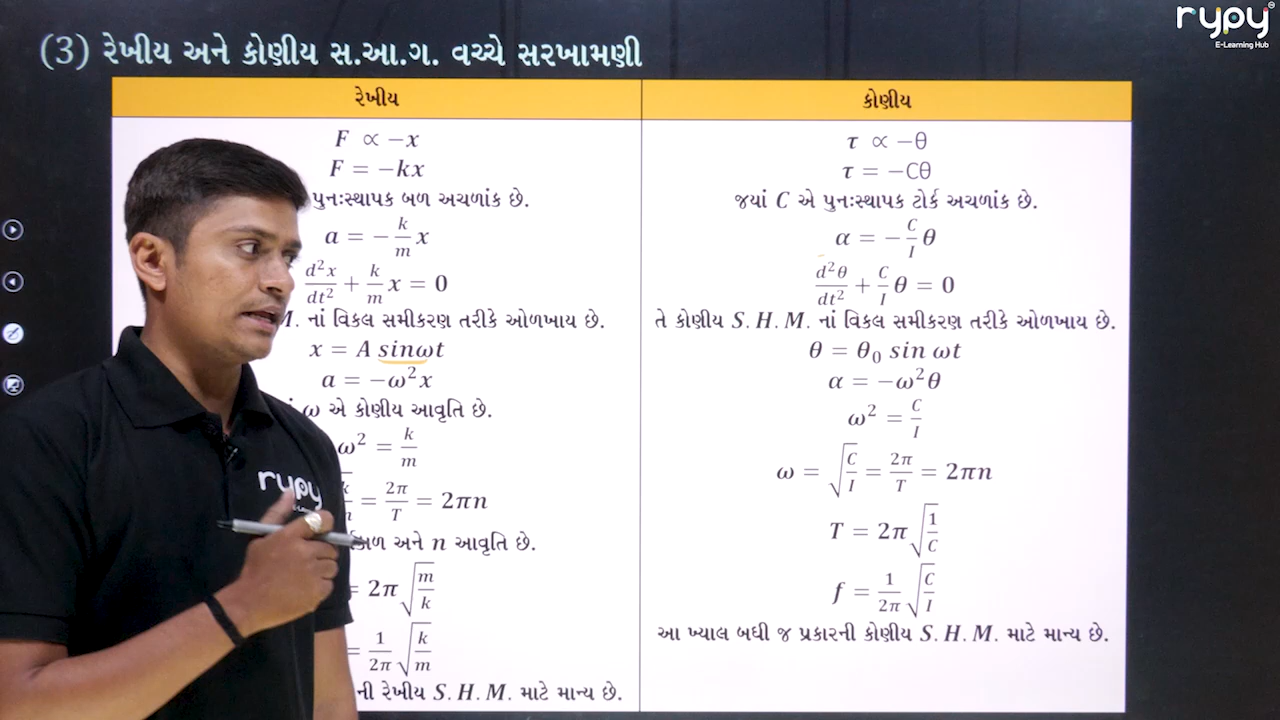 rypy
E-Learning Hub
(3) રેખીય અને કોણીય સ.આ.ગ. વચ્ચે સરખામણી
રેખીય
F ∝ −x
F = −kx
પુનઃસ્થાપક બળ અચળાંક છે.
a = −k/m x
d²x/dt² + k/m x = 0
M. નાં વિકલ સમીકરણ તરીકે ઓળખાય છે.
x = A sinωt
a = −ω²x
ω એ કોણીય આવૃતિ છે.
ω² = k/m
= 2π/T = 2πn
અને n આવૃતિ છે.
= 2π√(m/k)
= 1/2π √(k/m)
ની રેખીય S.H.M. માટે માન્ય છે.
કોણીય
τ ∝ −θ
τ = −Cθ
જયાં C એ પુનઃસ્થાપક ટોર્ક અચળાંક છે.
α = −C/I θ
d²θ/dt² + C/I θ = 0
તે કોણીય S.H.M. નાં વિકલ સમીકરણ તરીકે ઓળખાય છે.
θ = θ₀ sin ωt
α = −ω²θ
ω² = C/I
ω = √(C/I) = 2π/T = 2πn
T = 2π√(1/C)
f = 1/2π √(C/I)
આ ખ્યાલ બધી જ પ્રકારની કોણીય S.H.M. માટે માન્ય છે.
rypy